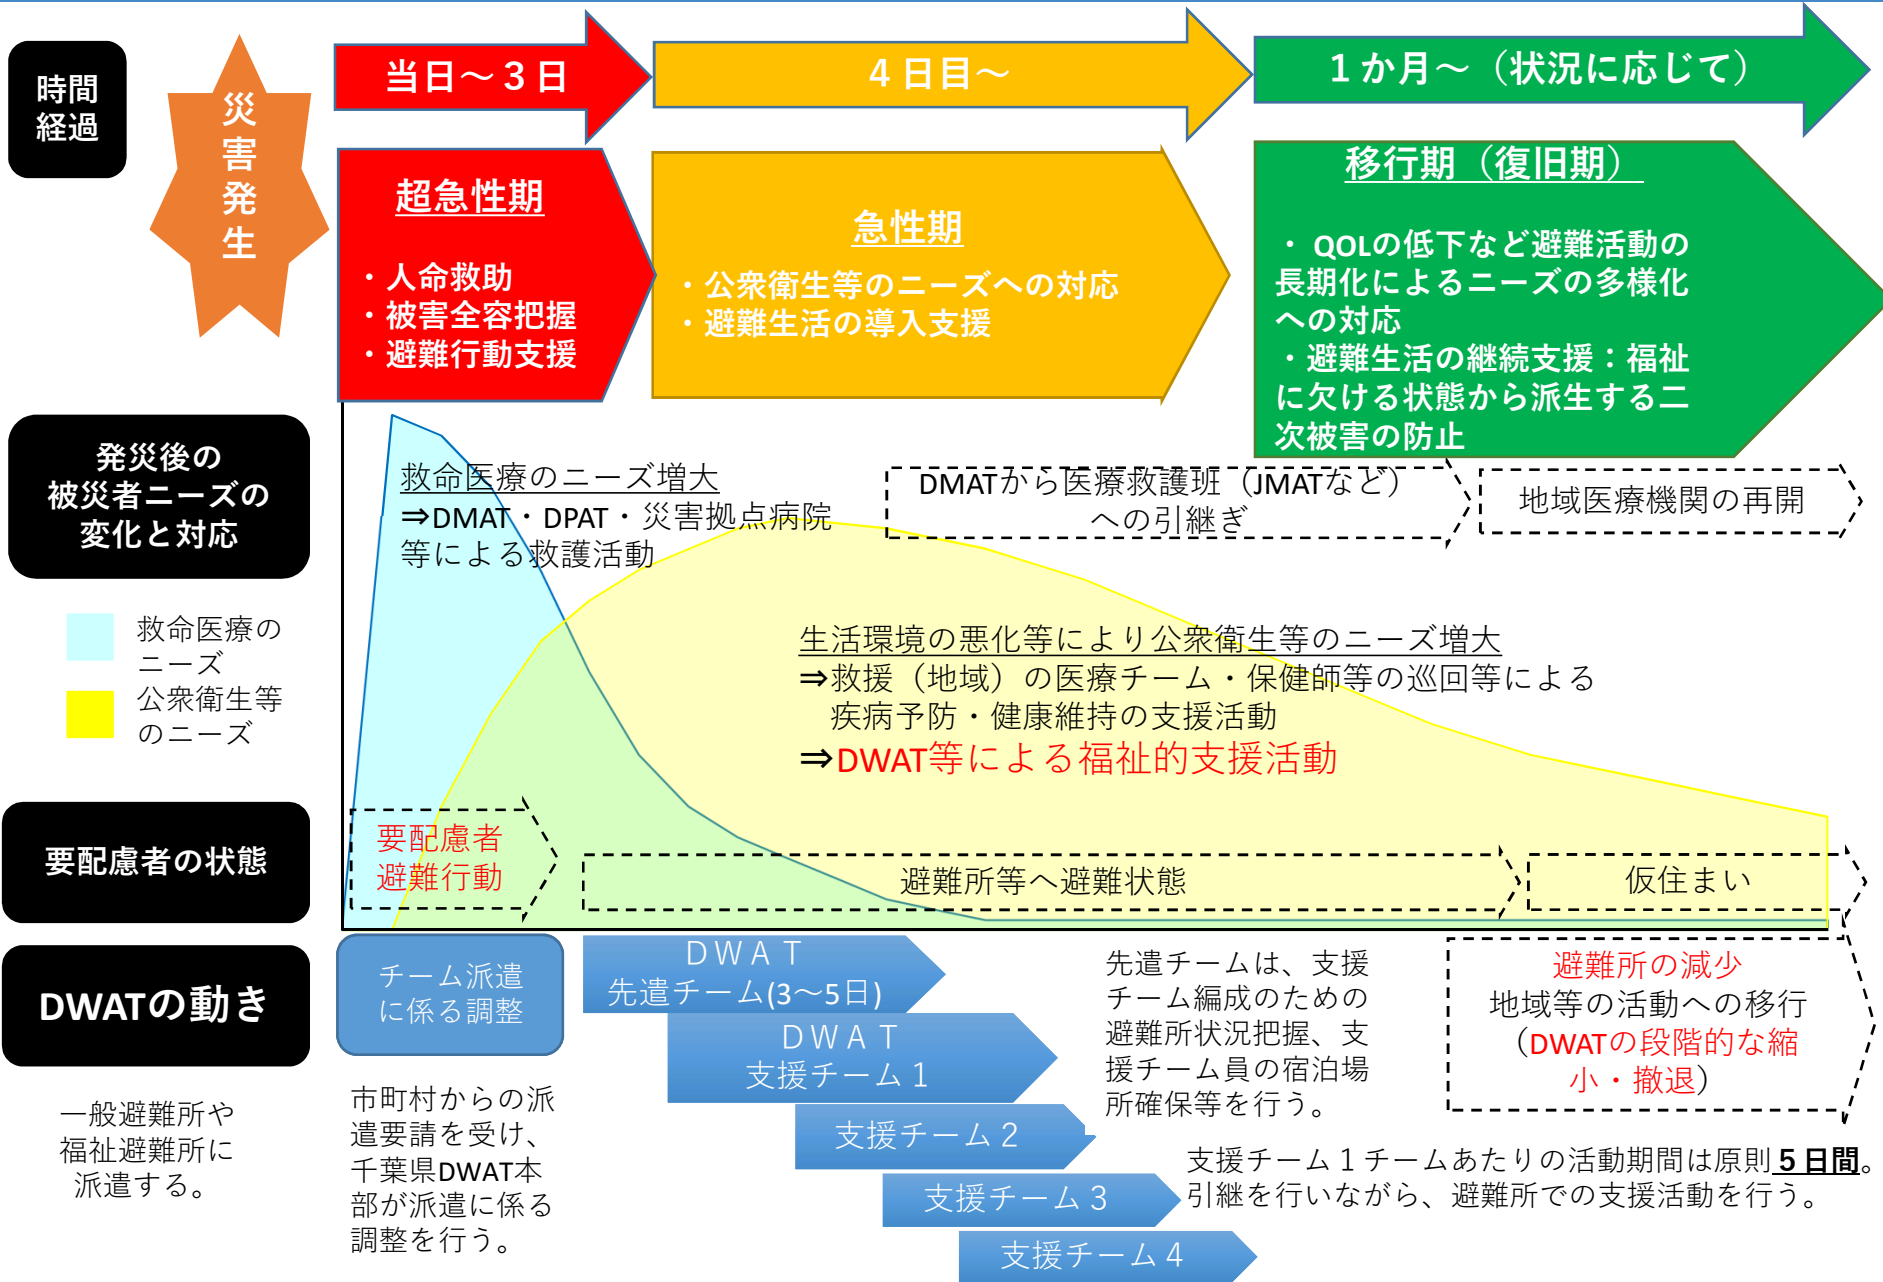 時間
経過
災
害
発
生
当日～３日
４日目～
１か月～（状況に応じて）
超急性期
・人命救助
・被害全容把握
・避難行動支援
急性期
・公衆衛生等のニーズへの対応
・避難生活の導入支援
移行期（復旧期）
・ QOLの低下など避難活動の
長期化によるニーズの多様化
への対応
・避難生活の継続支援：福祉
に欠ける状態から派生する二
次被害の防止
発災後の
被災者ニーズの
変化と対応
救命医療の
ニーズ
公衆衛生等
のニーズ
救命医療のニーズ増大
⇒DMAT・DPAT・災害拠点病院
等による救護活動
DMATから医療救護班（JMATなど）
への引継ぎ
地域医療機関の再開
生活環境の悪化等により公衆衛生等のニーズ増大
⇒救援（地域）の医療チーム・保健師等の巡回等による
疾病予防・健康維持の支援活動
⇒DWAT等による福祉的支援活動
要配慮者の状態
要配慮者
避難行動
避難所等へ避難状態
仮住まい
DWATの動き
一般避難所や
福祉避難所に
派遣する。
チーム派遣
に係る調整
市町村からの派
遣要請を受け、
千葉県DWAT本
部が派遣に係る
調整を行う。
ＤＷＡＴ
先遣チーム(3～5日)
ＤＷＡＴ
支援チーム１
支援チーム２
支援チーム３
支援チーム４
先遣チームは、支援
チーム編成のための
避難所状況把握、支
援チーム員の宿泊場
所確保等を行う。
避難所の減少
地域等の活動への移行
（DWATの段階的な縮
小・撤退）
支援チーム１チームあたりの活動期間は原則５日間。
引継を行いながら、避難所での支援活動を行う。